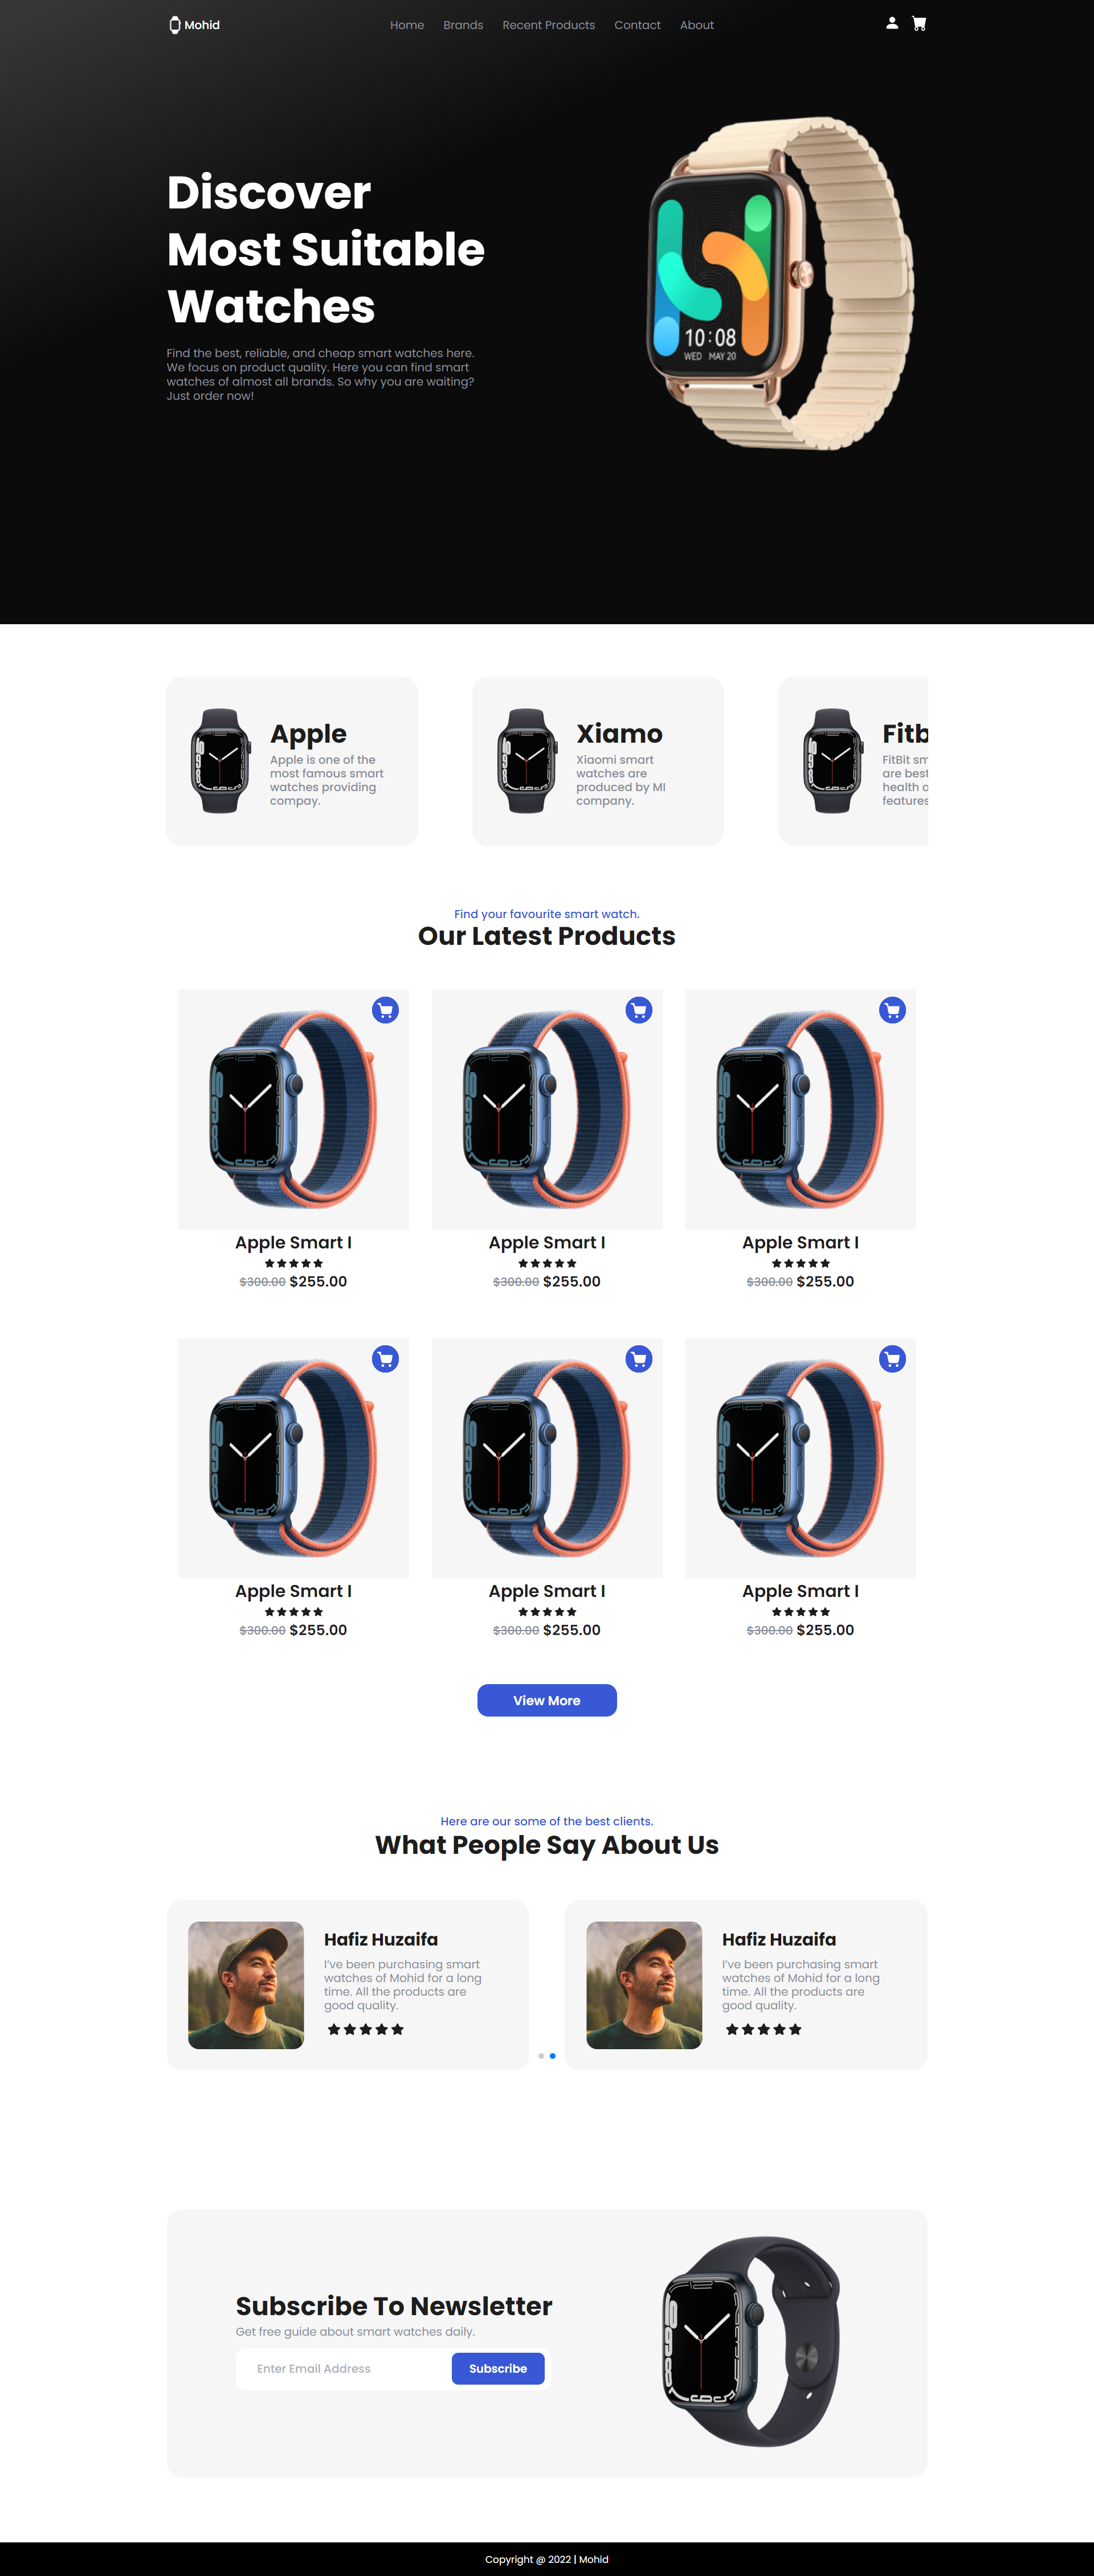 Mohid
Home Brands Recent Products Contact About
Discover
Most Suitable
Watches
Find the best, reliable, and cheap smart watches here.
We focus on product quality. Here you can find smart
watches of almost all brands. So why you are waiting?
Just order now!
10:08
WED MAY 20
Apple
Apple is one of the
most famous smart
watches providing
compay.
Xiamo
Xiaomi smart
watches are
produced by MI
company.
Fitb
FitBit sm
are best
health
features
Find your favourite smart watch.
Our Latest Products
Apple Smart I
$300.00 $255.00
Apple Smart I
$300.00 $255.00
Apple Smart I
$300.00 $255.00
Apple Smart I
$300.00 $255.00
Apple Smart I
$300.00 $255.00
Apple Smart I
$300.00 $255.00
View More
Here are our some of the best clients.
What People Say About Us
Hafiz Huzaifa
I've been purchasing smart
watches of Mohid for a long
time. All the products are
good quality.
Hafiz Huzaifa
I've been purchasing smart
watches of Mohid for a long
time. All the products are
good quality.
Subscribe To Newsletter
Get free guide about smart watches daily.
Enter Email Address
Subscribe
Copyright @ 2022 | Mohid